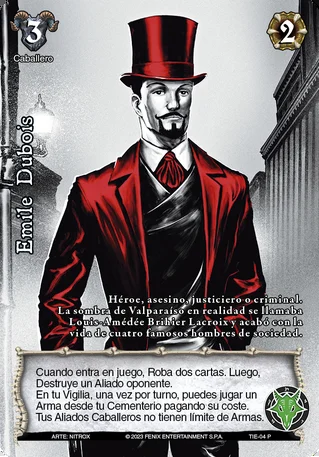 3
2
Caballero
Emile Dubois
Héroe, asesino, justiciero o criminal.
La sombra de Valparaíso en realidad se llamaba
Louis-Amédée Brihier Lacroix y acabó con la
vida de cuatro famosos hombres de sociedad.
Cuando entra en juego, Roba dos cartas. Luego,
Destruye un Aliado oponente.
En tu Vigilia, una vez por turno, puedes jugar un
Arma desde tu Cementerio pagando su coste.
Tus Aliados Caballeros no tienen límite de Armas.
ARTE: NITROX © 2023 FENIX ENTERTAINMENT S.P.A. TIE-04-P